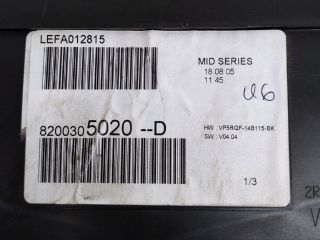 LEFA012815
MID SERIES
18 08 05
11 45
U6
8200305020 --D
HW : VP5RQF-14B115-BK
SW : V04.04
1/3
2R
V